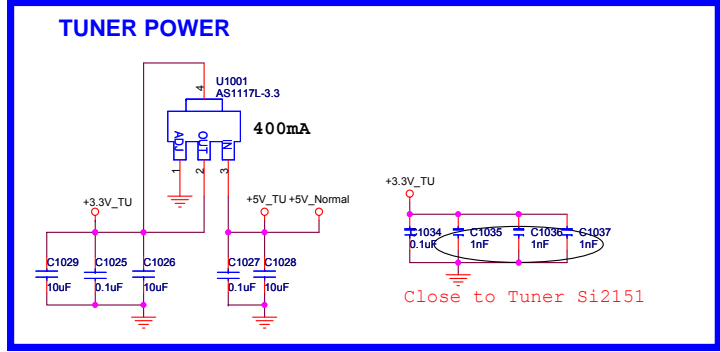 TUNER POWER
U1001
AS1117L-3.3
4
400mA
ADJ
OUT
IN
1
2
3
+3.3V_TU
+5V_TU
+5V_Normal
+3.3V_TU
C1029
10uF
C1025
0.1uF
C1026
10uF
C1027
0.1uF
C1028
10uF
C1034
0.1uF
C1035
1nF
C1036
1nF
C1037
1nF
Close to Tuner Si2151